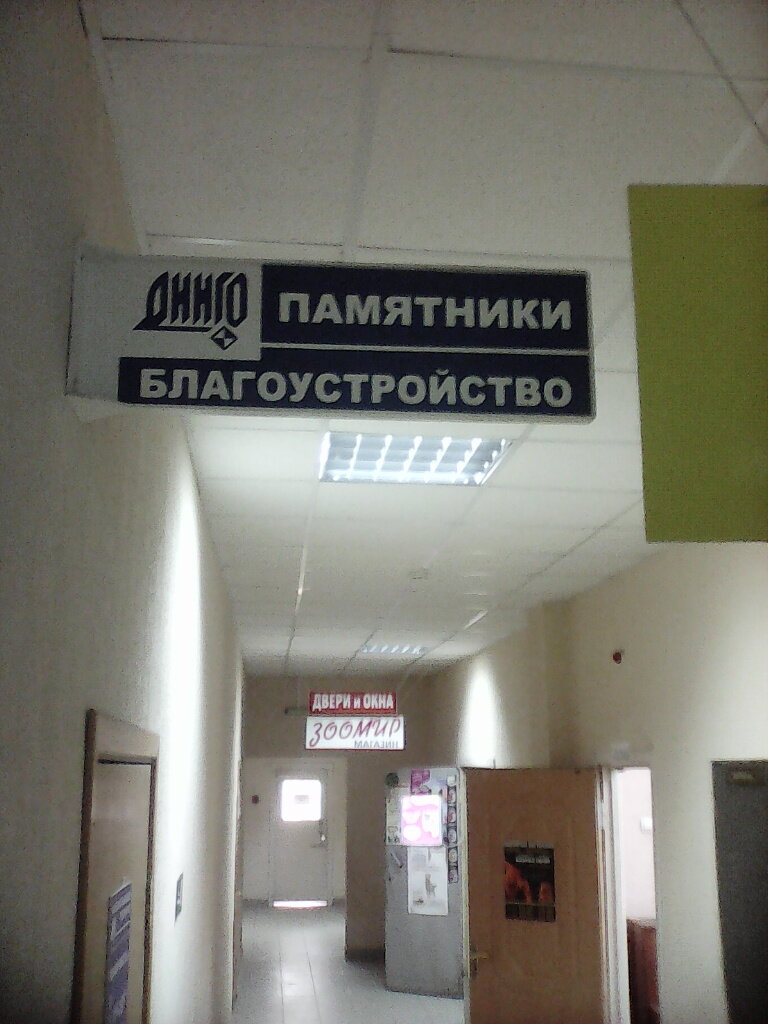 ДИНГО
ПАМЯТНИКИ
БЛАГОУСТРОЙСТВО
ДВЕРИ и ОКНА
ЗООМИР
МАГАЗИН